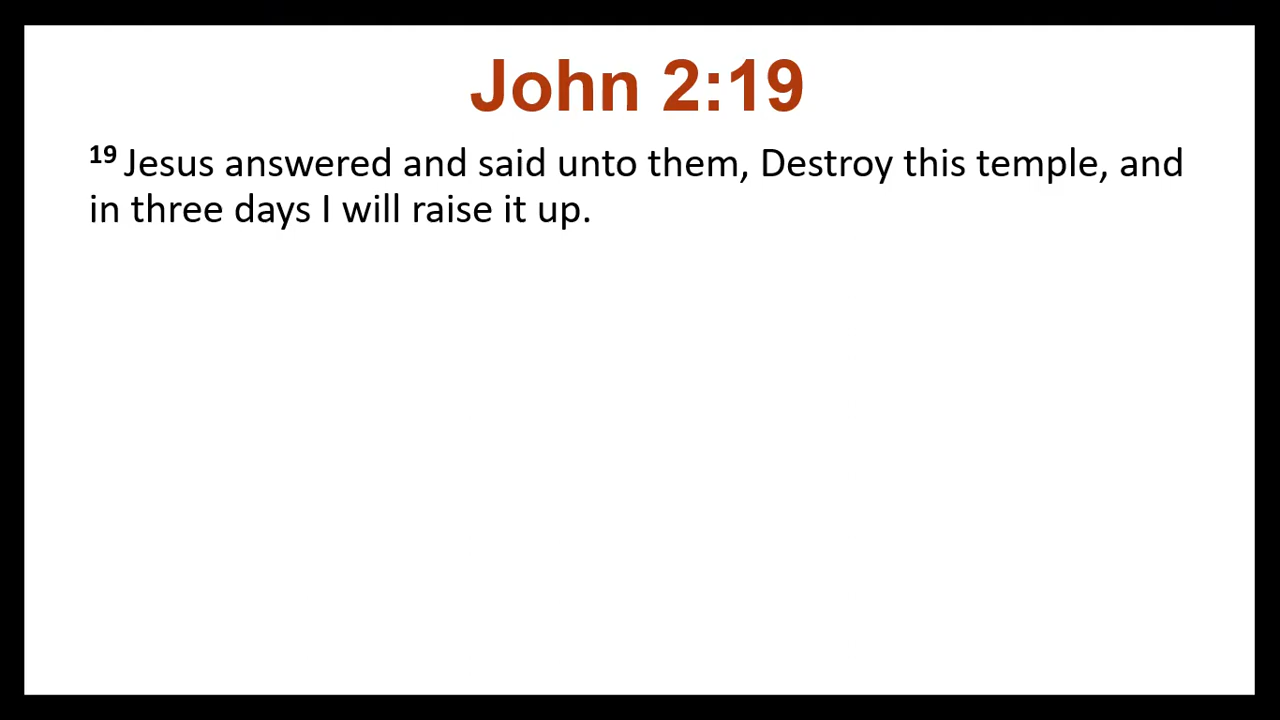 John 2:19
19 Jesus answered and said unto them, Destroy this temple, and
in three days I will raise it up.